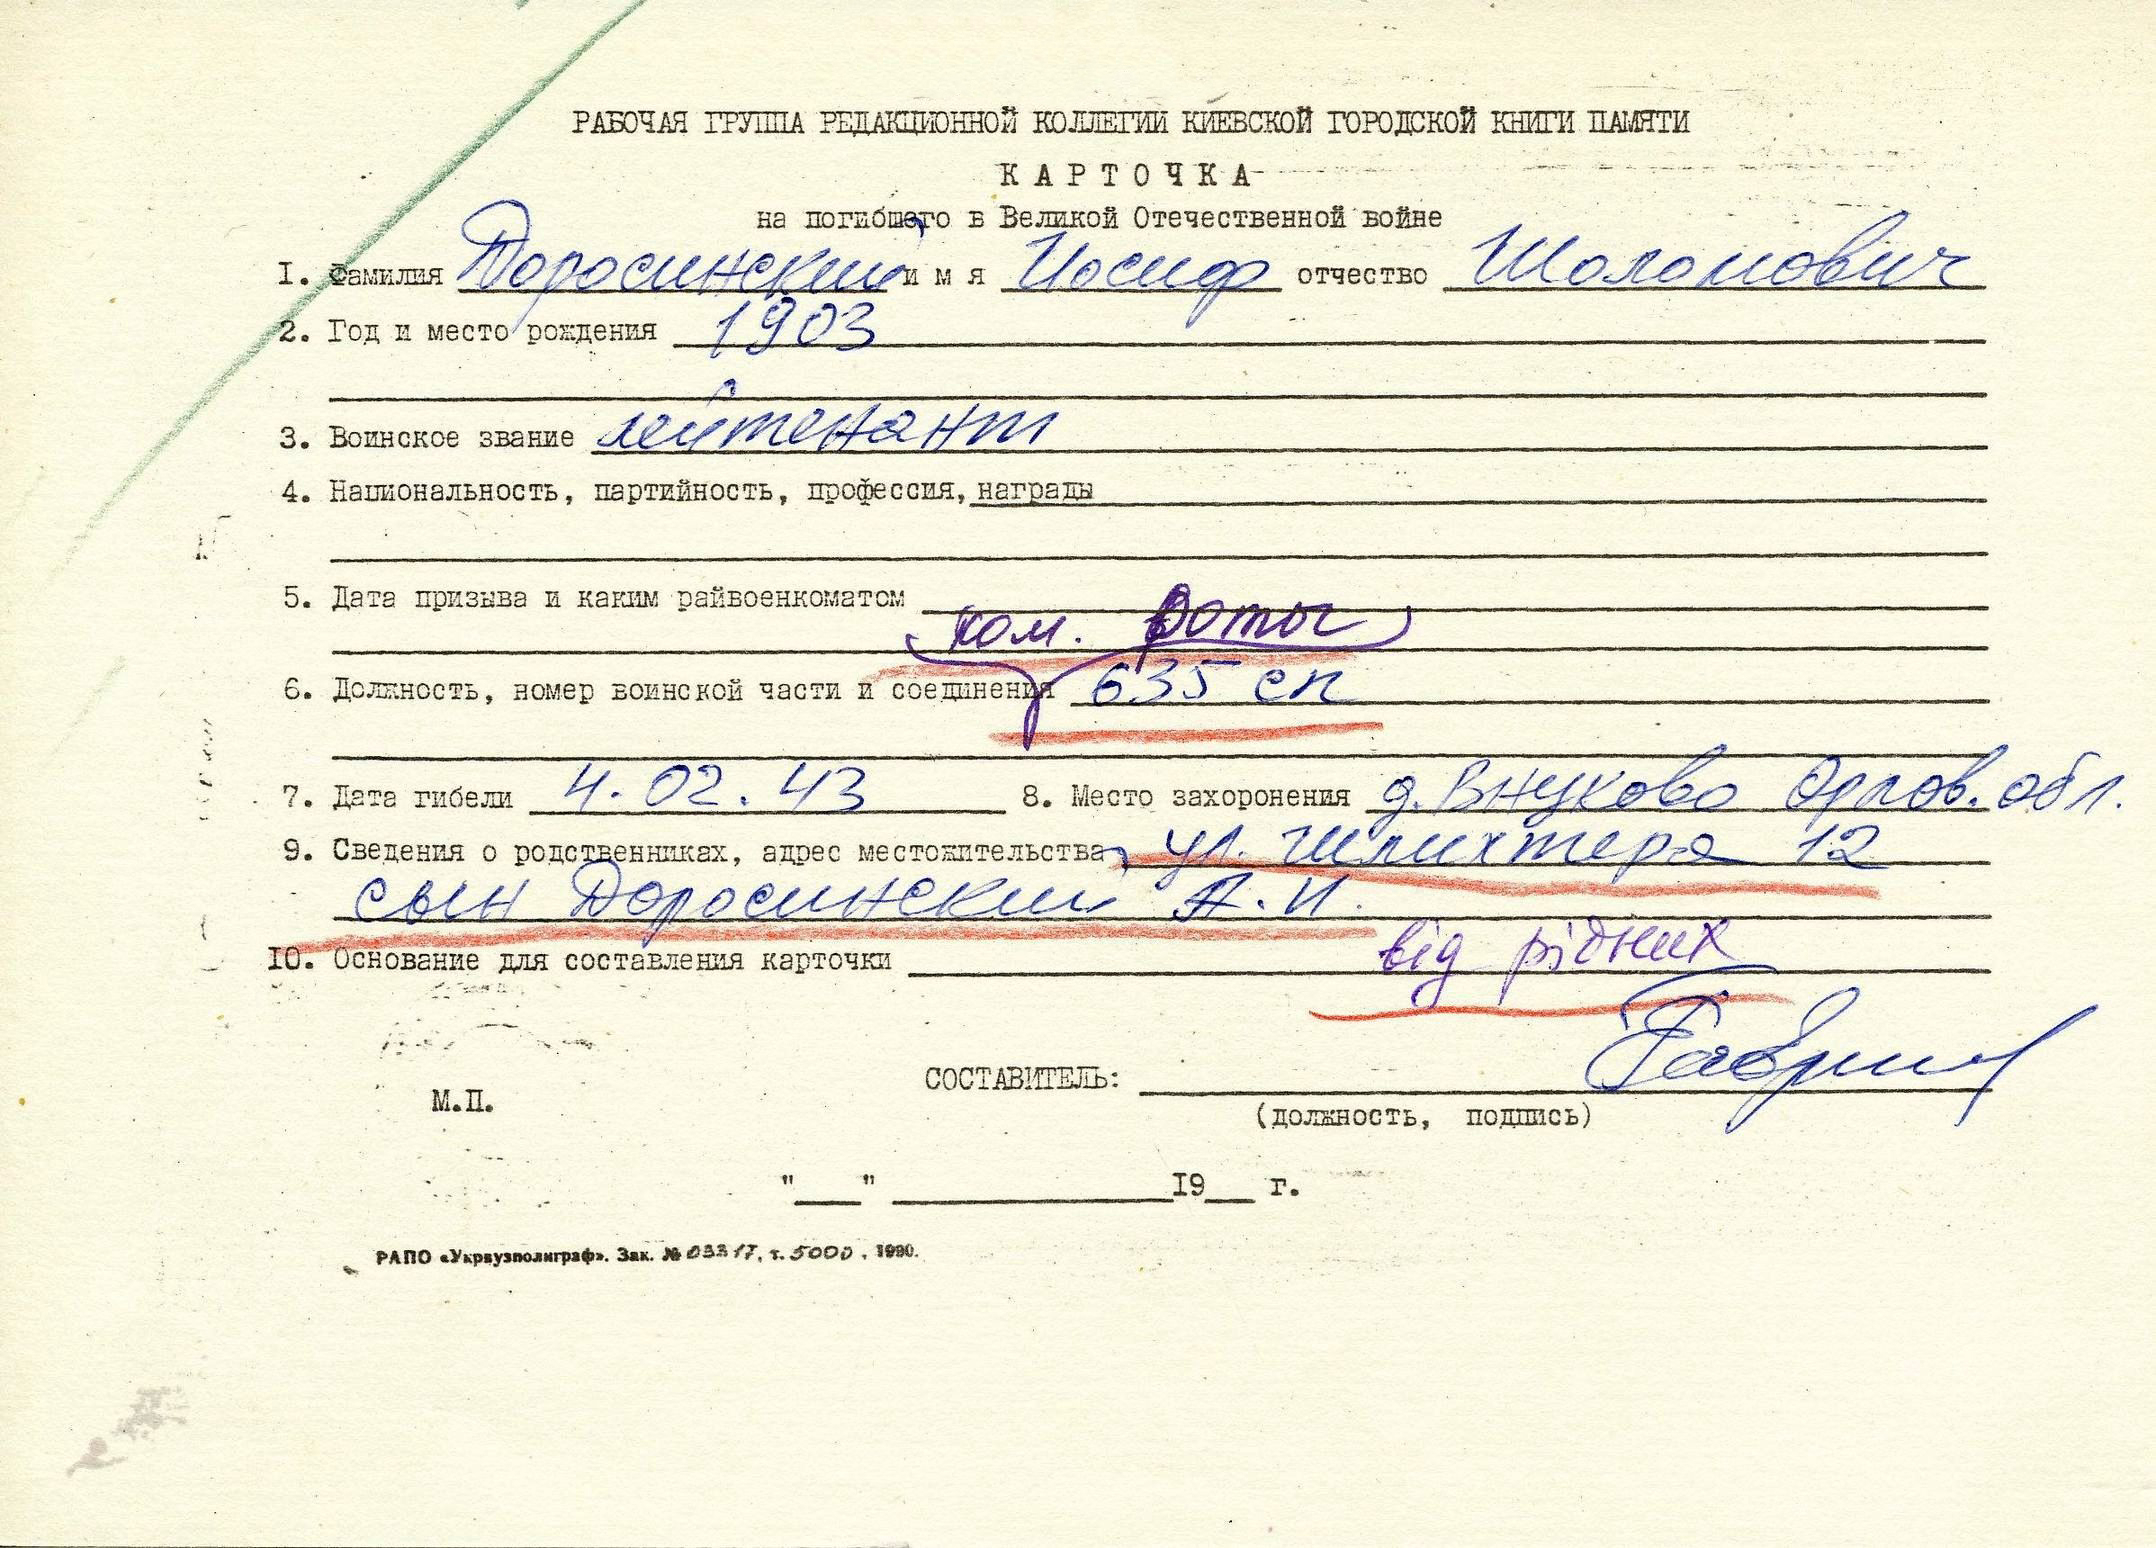 РАБОЧАЯ ГРУППА РЕДАКЦИОННОЙ КОЛЛЕГИИ КИЕВСКОЙ ГОРОДСКОЙ КНИГИ ПАМЯТИ
КАРТОЧКА
на погибшего в Великой Отечественной войне
1. Фамилия Доросинский имя Иосиф отчество Шоломович
2. Год и место рождения 1903
3. Воинское звание лейтенант
4. Национальность, партийность, профессия, награды
5. Дата призыва и каким райвоенкоматом
ком. роты
6. Должность, номер воинской части и соединения 635 сп
7. Дата гибели 4.02.43 8. Место захоронения д. Внуково Орлов. обл.
9. Сведения о родственниках, адрес местожительства, ул. Шлихтера 12
сын Доросинский А.И.
від рідних
10. Основание для составления карточки
СОСТАВИТЕЛЬ:
М.П.
(должность, подпись)
"___" ____________19__ г.
РАПО «Укрвузполиграф». Зак. № 03317, т. 5000, 1990.